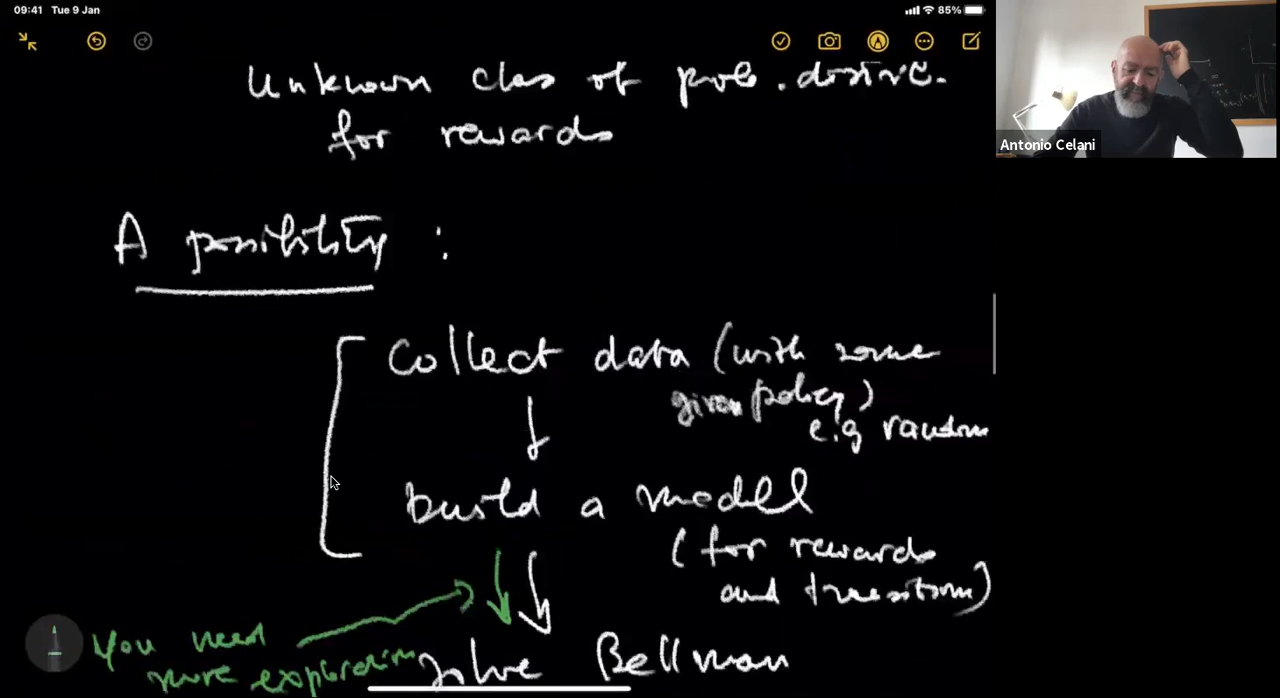 09:41 Tue 9 Jan
85%
Unknown clas of prob. distrib.
for rewards
A possibility :
Collect data (with some
given policy)
e.g random
build a model
(for rewards
and transitions)
You need
more exploration
solve Bellman
Antonio Celani